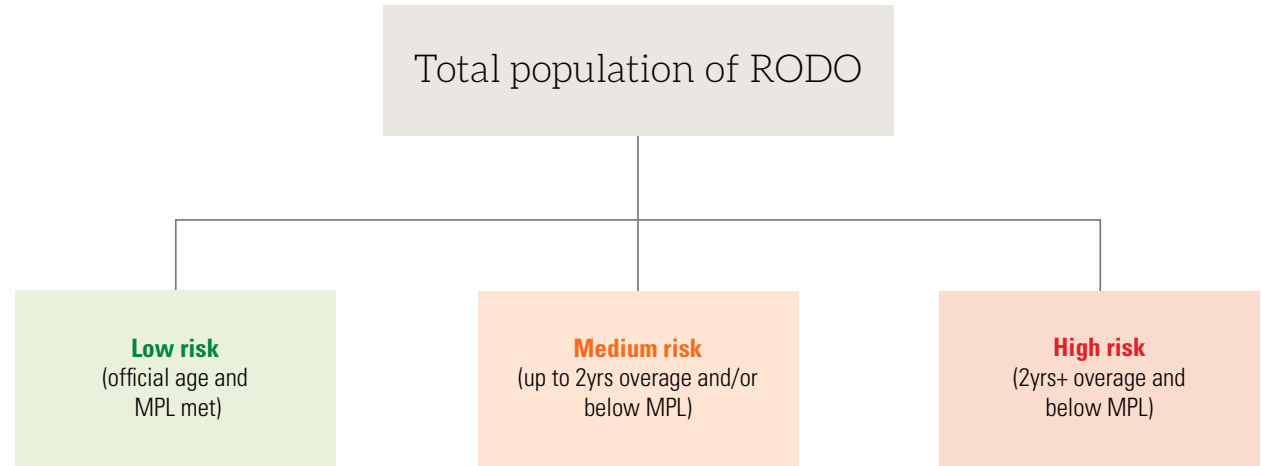 Total population of RODO
Low risk
(official age and
MPL met)
Medium risk
(up to 2yrs overage and/or
below MPL)
High risk
(2yrs+ overage and
below MPL)